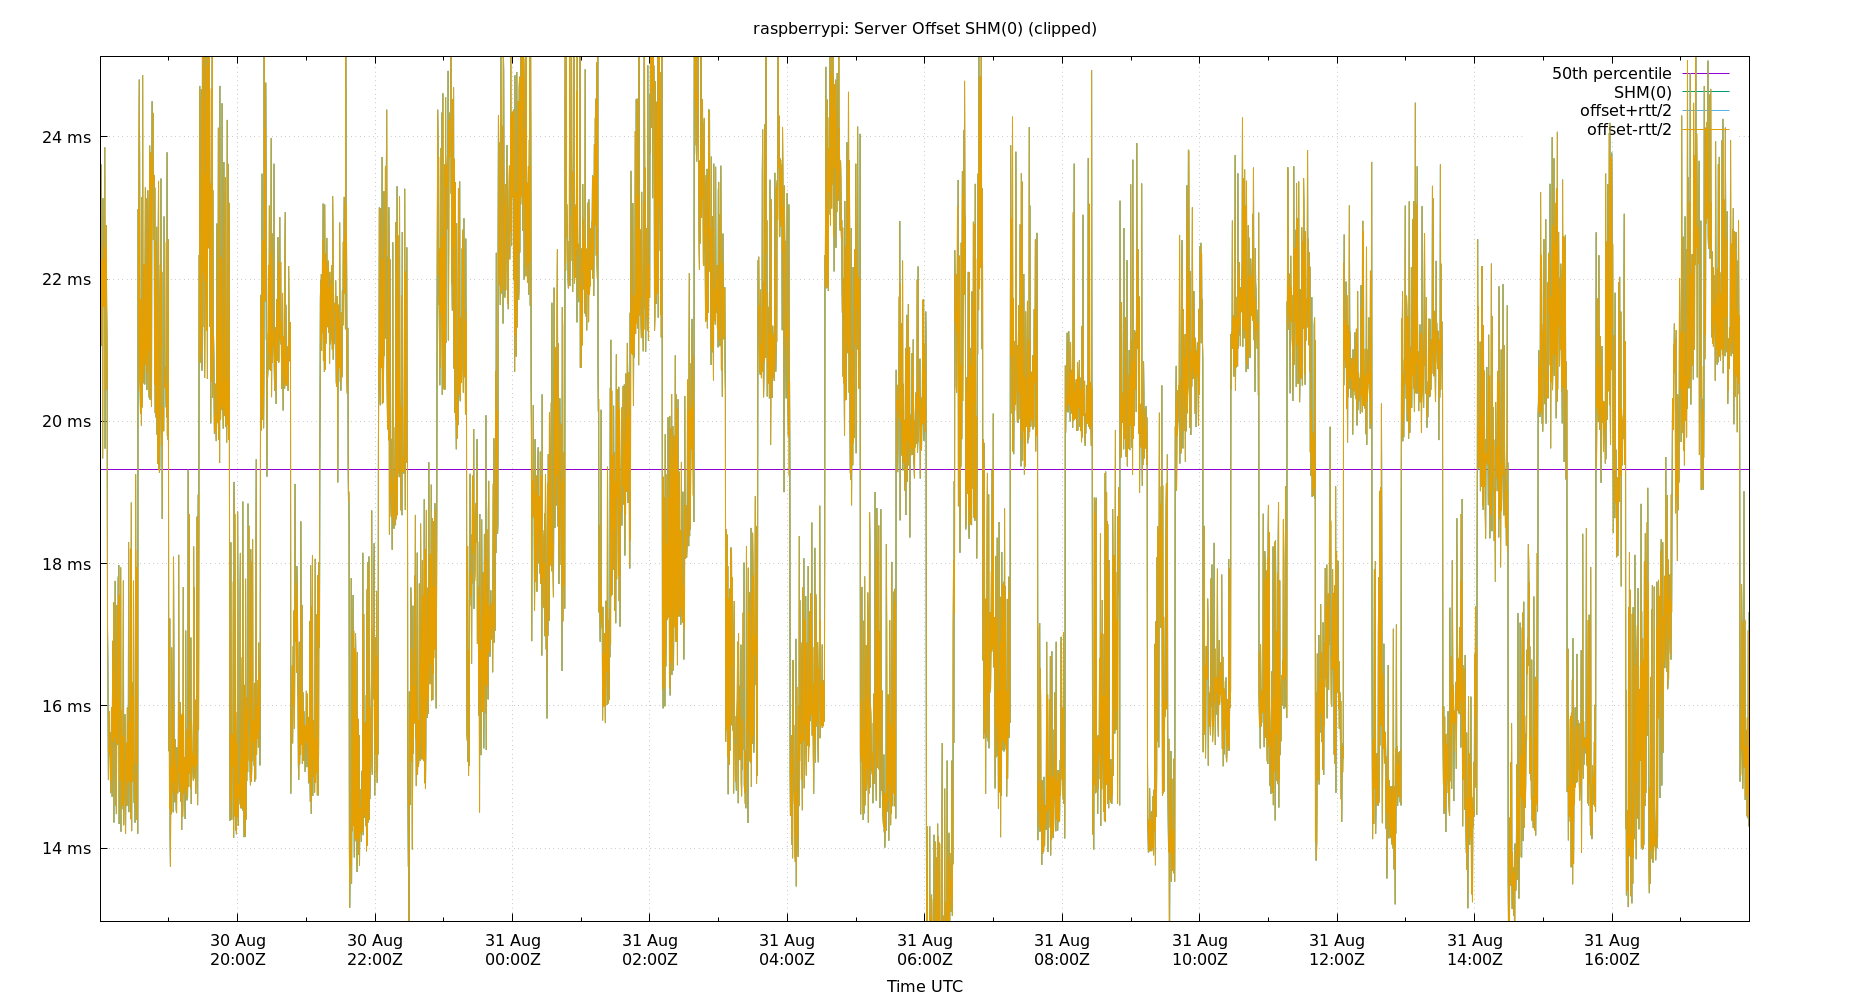 raspberrypi: Server Offset SHM(0) (clipped)
50th percentile
SHM(0)
offset+rtt/2
offset-rtt/2
24 ms
22 ms
20 ms
18 ms
16 ms
14 ms
30 Aug 30 Aug 31 Aug 31 Aug 31 Aug 31 Aug 31 Aug 31 Aug 31 Aug 31 Aug 31 Aug
20:00Z 22:00Z 00:00Z 02:00Z 04:00Z 06:00Z 08:00Z 10:00Z 12:00Z 14:00Z 16:00Z
Time UTC